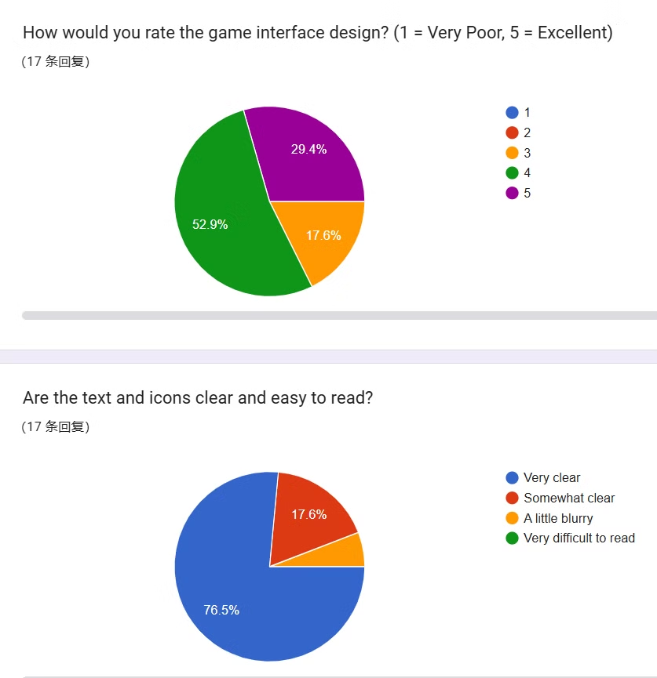 How would you rate the game interface design? (1 = Very Poor, 5 = Excellent)
(17 条回复)
29.4%
52.9%
17.6%
1
2
3
4
5
Are the text and icons clear and easy to read?
(17 条回复)
17.6%
76.5%
Very clear
Somewhat clear
A little blurry
Very difficult to read